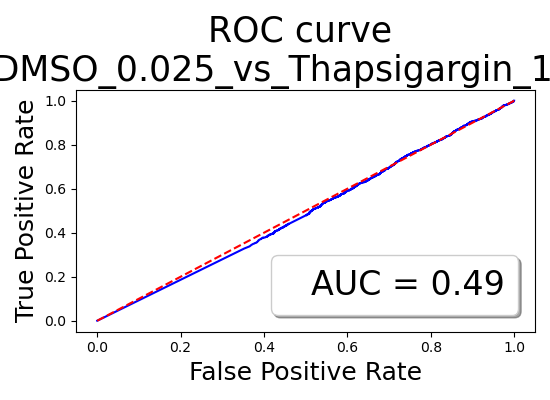 ROC curve
DMSO_0.025_vs_Thapsigargin_1
True Positive Rate
1.0
0.8
0.6
0.4
0.2
0.0
AUC = 0.49
0.0 0.2 0.4 0.6 0.8 1.0
False Positive Rate